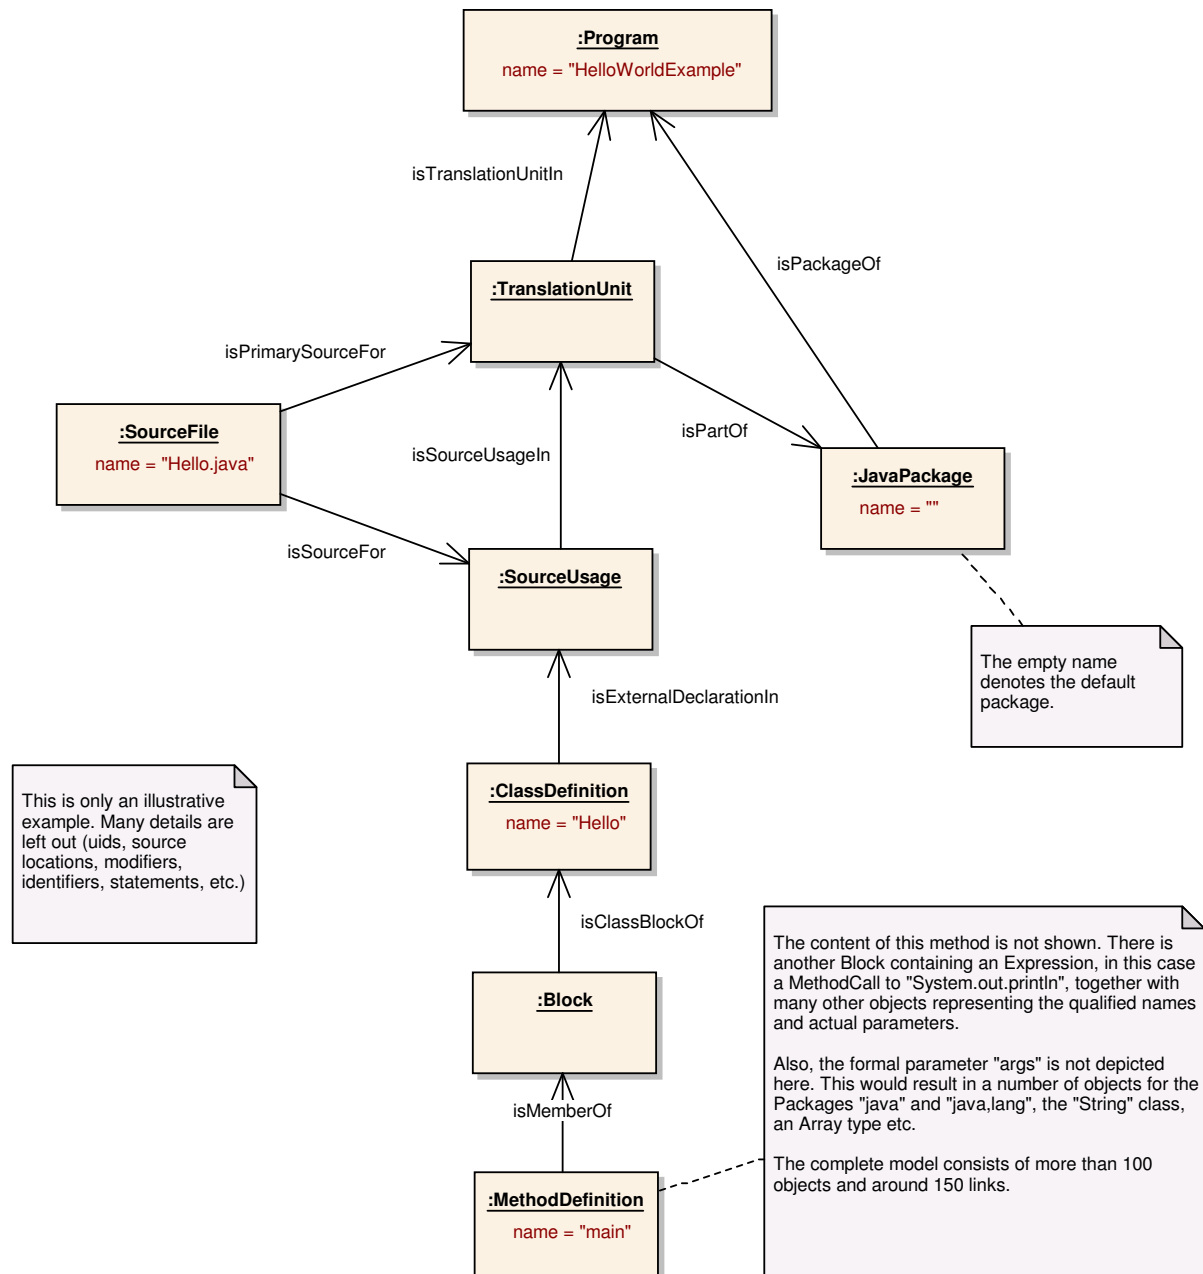 :Program
name = "HelloWorldExample"
isTranslationUnitIn
isPackageOf
:TranslationUnit
isPrimarySourceFor
:SourceFile
name = "Hello.java"
isSourceUsageIn
isPartOf
:JavaPackage
name = ""
isSourceFor
:SourceUsage
The empty name
denotes the default
package.
isExternalDeclarationIn
This is only an illustrative
example. Many details are
left out (uids, source
locations, modifiers,
identifiers, statements, etc.)
:ClassDefinition
name = "Hello"
isClassBlockOf
:Block
The content of this method is not shown. There is
another Block containing an Expression, in this case
a MethodCall to "System.out.println", together with
many other objects representing the qualified names
and actual parameters.
Also, the formal parameter "args" is not depicted
here. This would result in a number of objects for the
Packages "java" and "java,lang", the "String" class,
an Array type etc.
The complete model consists of more than 100
objects and around 150 links.
isMemberOf
:MethodDefinition
name = "main"